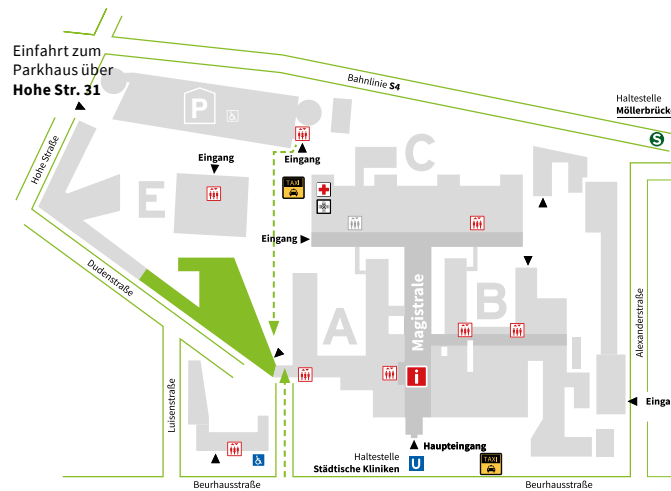 Einfahrt zum
Parkhaus über
Hohe Str. 31
Bahnlinie S4
Haltestelle
Möllerbrücke
S
P
Hohe Straße
Eingang
Eingang
TAXI
C
E
Eingang
Dudenstraße
Magistrale
A
B
Alexanderstraße
i
Luisenstraße
Einga
Haupteingang
Haltestelle
Städtische Kliniken
U
TAXI
Beurhausstraße
Beurhausstraße